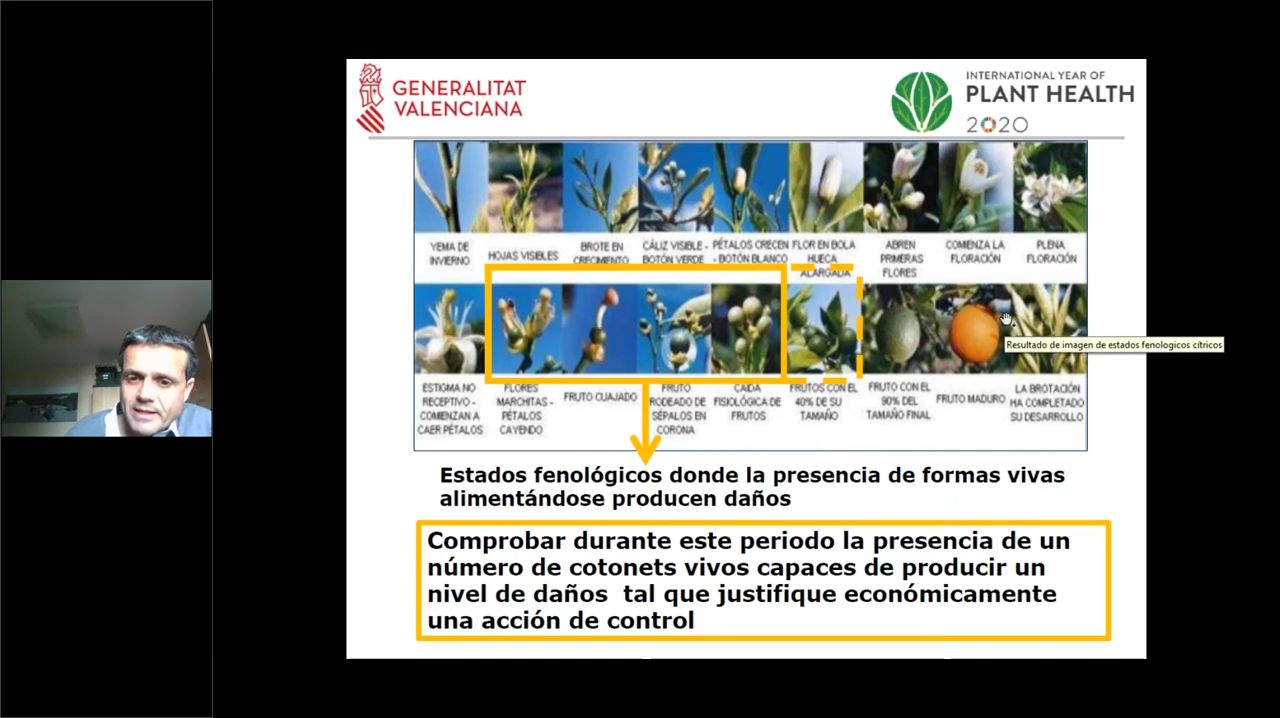 GENERALITAT
VALENCIANA
INTERNATIONAL YEAR OF
PLANT HEALTH
2020
YEMA DE
INVIERNO
HOJAS VISIBLES
BROTE EN
CRECIMIENTO
CÁLIZ VISIBLE -
BOTÓN VERDE
PÉTALOS CRECEN
- BOTÓN BLANCO
FLOR EN BOLA
HUECA
ALARGADA
ABREN
PRIMERAS
FLORES
COMIENZA LA
FLORACIÓN
PLENA
FLORACIÓN
Resultado de imagen de estados fenologicos cítricos
ESTIGMA NO
RECEPTIVO -
COMIENZAN A
CAER PÉTALOS
FLORES
MARCHITAS -
PÉTALOS
CAYENDO
FRUTO CUAJADO
FRUTO
RODEADO DE
SÉPALOS EN
CORONA
CAIDA
FISIOLÓGICA DE
FRUTOS
FRUTOS CON EL
40% DE SU
TAMAÑO
FRUTO CON EL
90% DEL
TAMAÑO FINAL
FRUTO MADURO
LA BROTACIÓN
HA COMPLETADO
SU DESARROLLO
Estados fenológicos donde la presencia de formas vivas
alimentándose producen daños
Comprobar durante este periodo la presencia de un
número de cotonets vivos capaces de producir un
nivel de daños tal que justifique económicamente
una acción de control